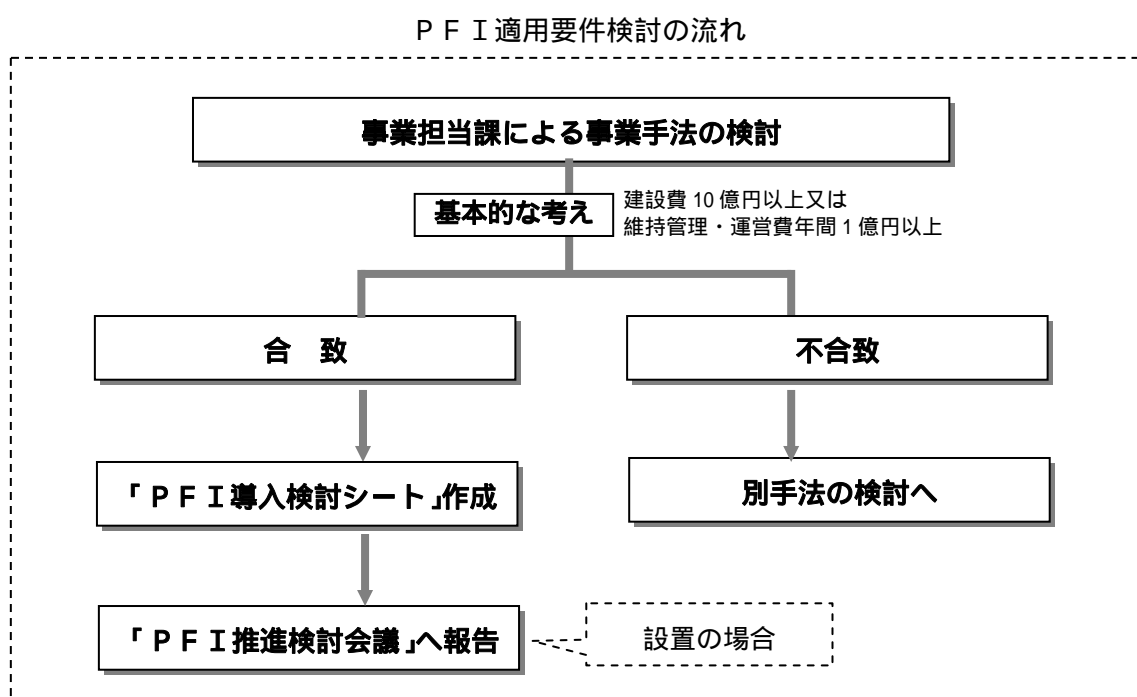 ＰＦＩ適用要件検討の流れ
事業担当課による事業手法の検討
基本的な考え
建設費 10 億円以上又は
維持管理・運営費年間 1 億円以上
合　致
不合致
「ＰＦＩ導入検討シート」作成
別手法の検討へ
「ＰＦＩ推進検討会議」へ報告
設置の場合